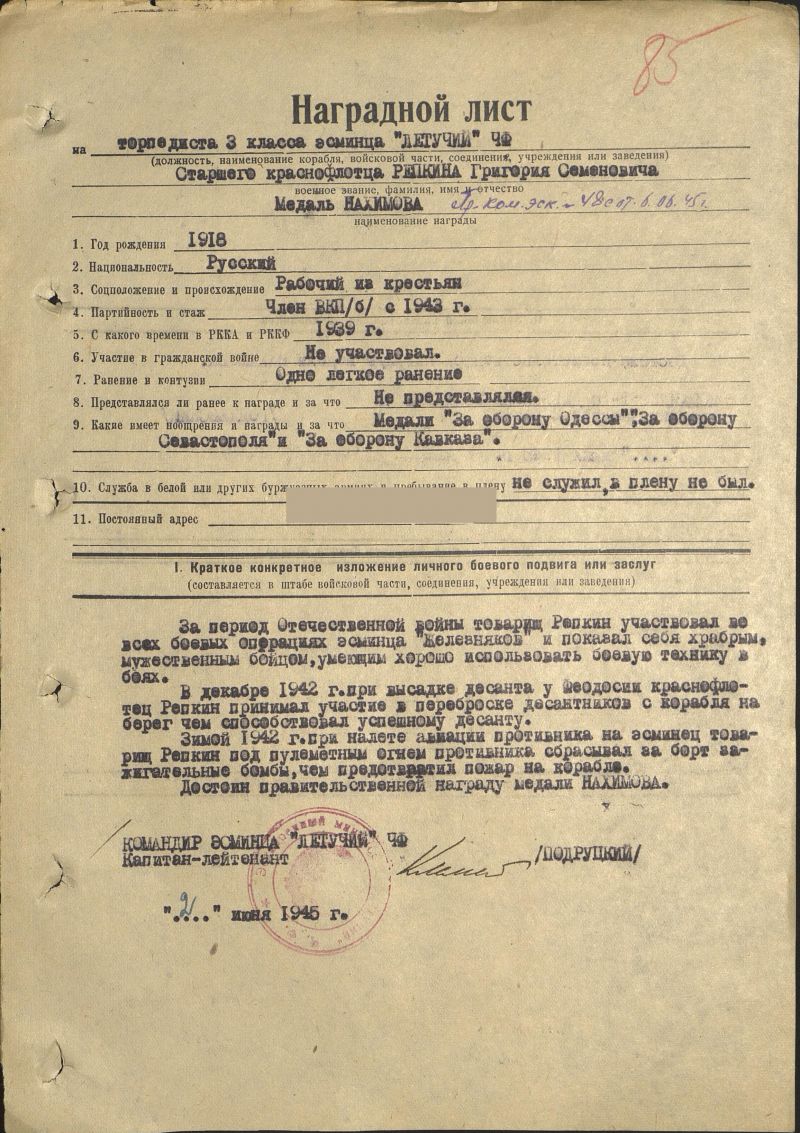 85
Наградной лист
на торпедиста 3 класса эсминца "ЛЕТУЧИЙ" ЧФ
(должность, наименование корабля, войсковой части, соединения, учреждения или заведения)
Старшего краснофлотца РЕПКИНА Григория Семеновича
военное звание, фамилия, имя и отчество
Медаль НАХИМОВА Пр. ком. эск. № 48с от 6.06.45г.
наименование награды
1. Год рождения 1918
2. Национальность Русский
3. Соцположение и происхождение Рабочий из крестьян
4. Партийность и стаж Член ВКП/б/ с 1943 г.
5. С какого времени в РККА и РККФ 1939 г.
6. Участие в гражданской войне Не участвовал.
7. Ранение и контузии Одно легкое ранение
8. Представлялся ли ранее к награде и за что Не представлялся.
9. Какие имеет поощрения и награды и за что Медали "За оборону Одессы","За оборону
Севастополя"и "За оборону Кавказа".
10. Служба в белой или других буржуазных армиях и пребывание в плену не служил,в плену не был.
11. Постоянный адрес
I. Краткое конкретное изложение личного боевого подвига или заслуг
(составляется в штабе войсковой части, соединения, учреждения или заведения)
За период Отечественной войны товарищ Репкин участвовал во
всех боевых операциях эсминца "Железняков" и показал себя храбрым,
мужественным бойцом,умеющим хорошо использовать боевую технику в
боях.
В декабре 1942 г.при высадке десанта у Феодосии краснофло-
тец Репкин принимал участие в переброске десантников с корабля на
берег чем способствовал успешному десанту.
Зимой 1942 г.при налете авиации противника на эсминец това-
рищ Репкин под пулеметным огнем противника сбрасывал за борт за-
жигательные бомбы,чем предотвратил пожар на корабле.
Достоин правительственной награду медали НАХИМОВА.
КОМАНДИР ЭСМИНЦА "ЛЕТУЧИЙ" ЧФ
Капитан-лейтенант /ПОДРУЦКИЙ/
"2" июня 1945 г.